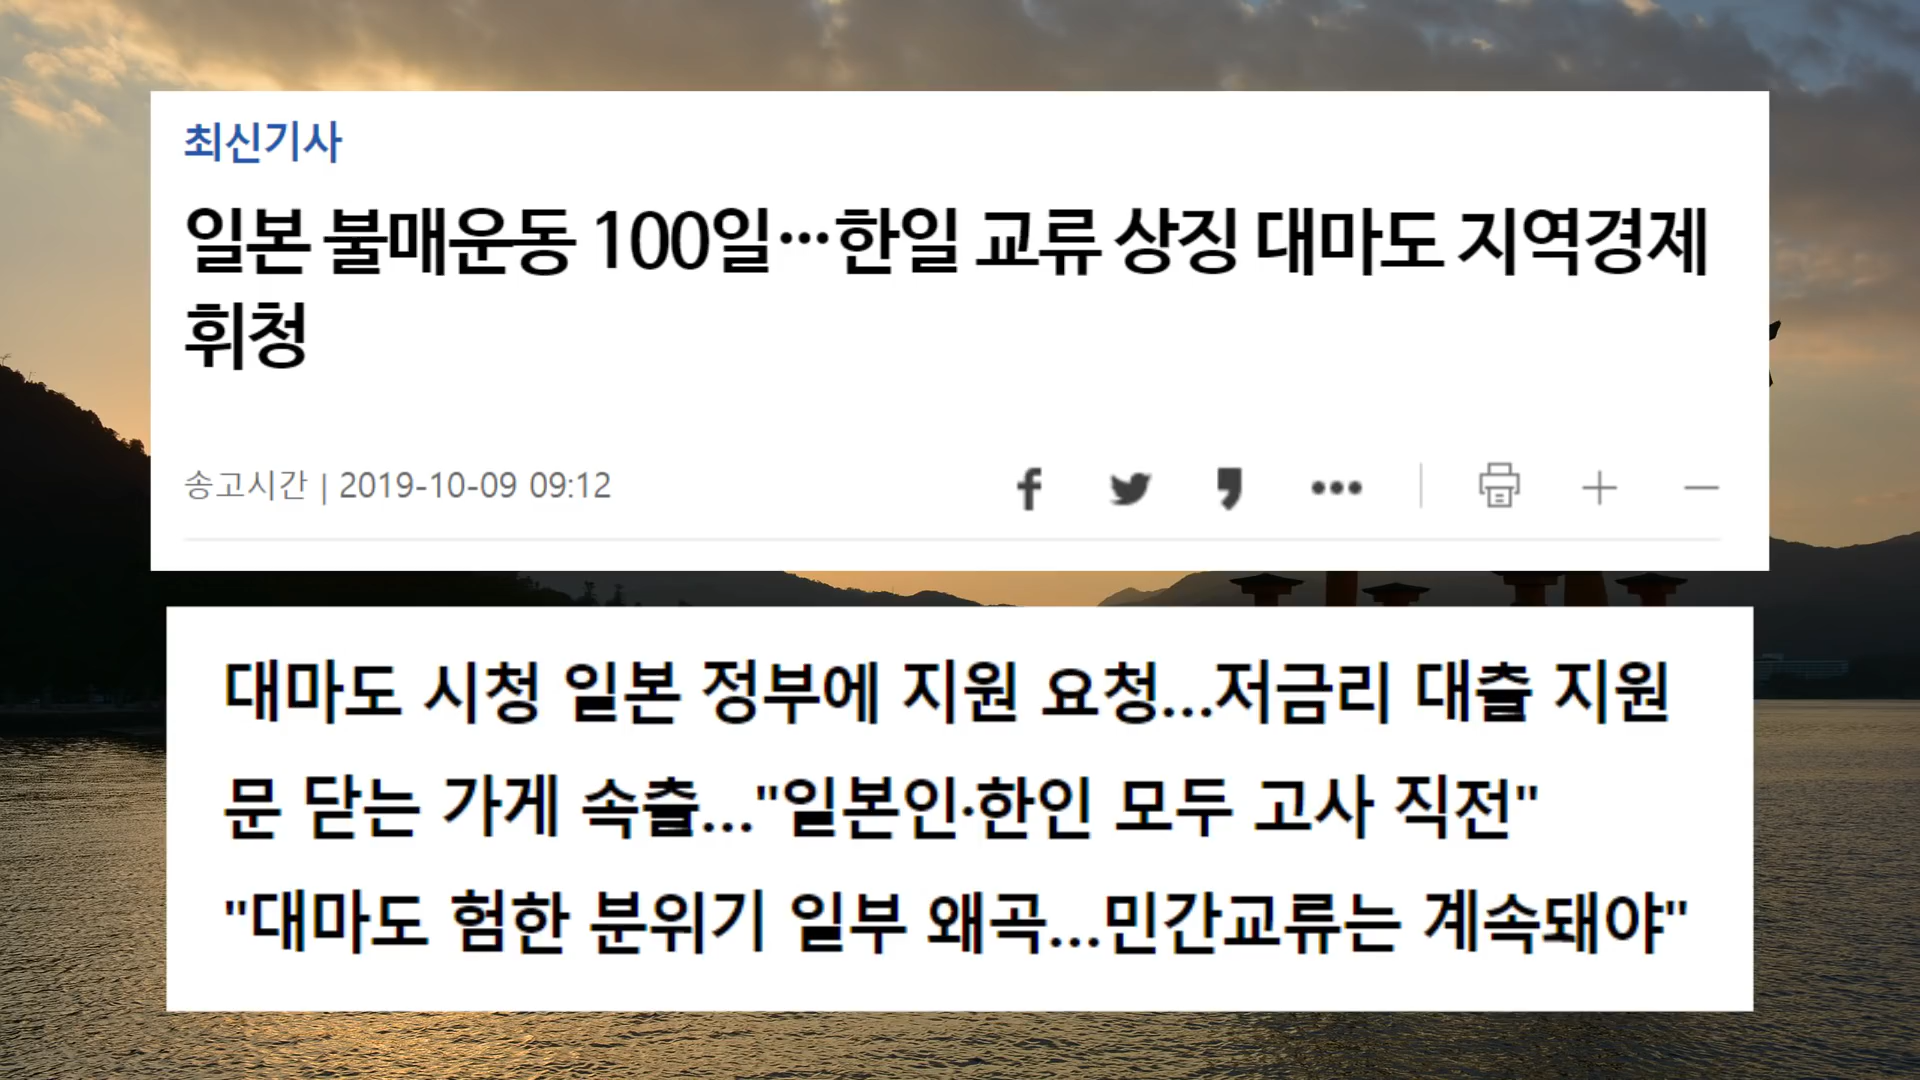 최신기사
일본 불매운동 100일…한일 교류 상징 대마도 지역경제
휘청
송고시간 | 2019-10-09 09:12
대마도 시청 일본 정부에 지원 요청...저금리 대출 지원
문 닫는 가게 속출..."일본인·한인 모두 고사 직전"
"대마도 험한 분위기 일부 왜곡...민간교류는 계속돼야"